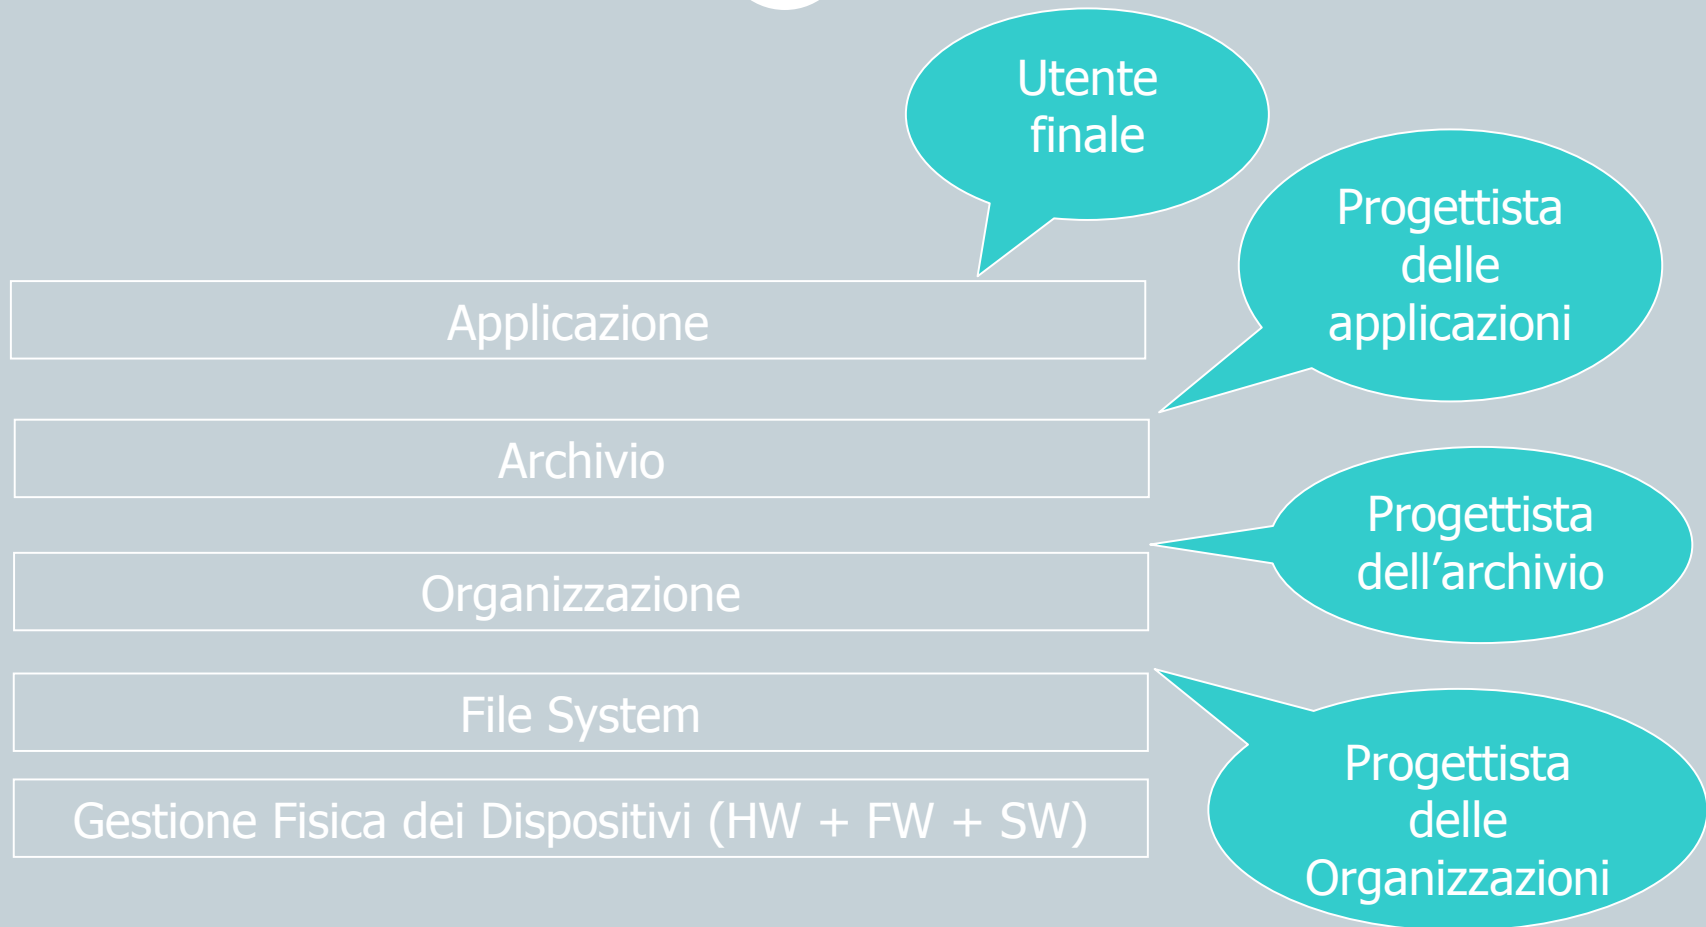 Utente
finale
Progettista
delle
applicazioni
Applicazione
Archivio
Progettista
dell’archivio
Organizzazione
File System
Progettista
delle
Organizzazioni
Gestione Fisica dei Dispositivi (HW + FW + SW)